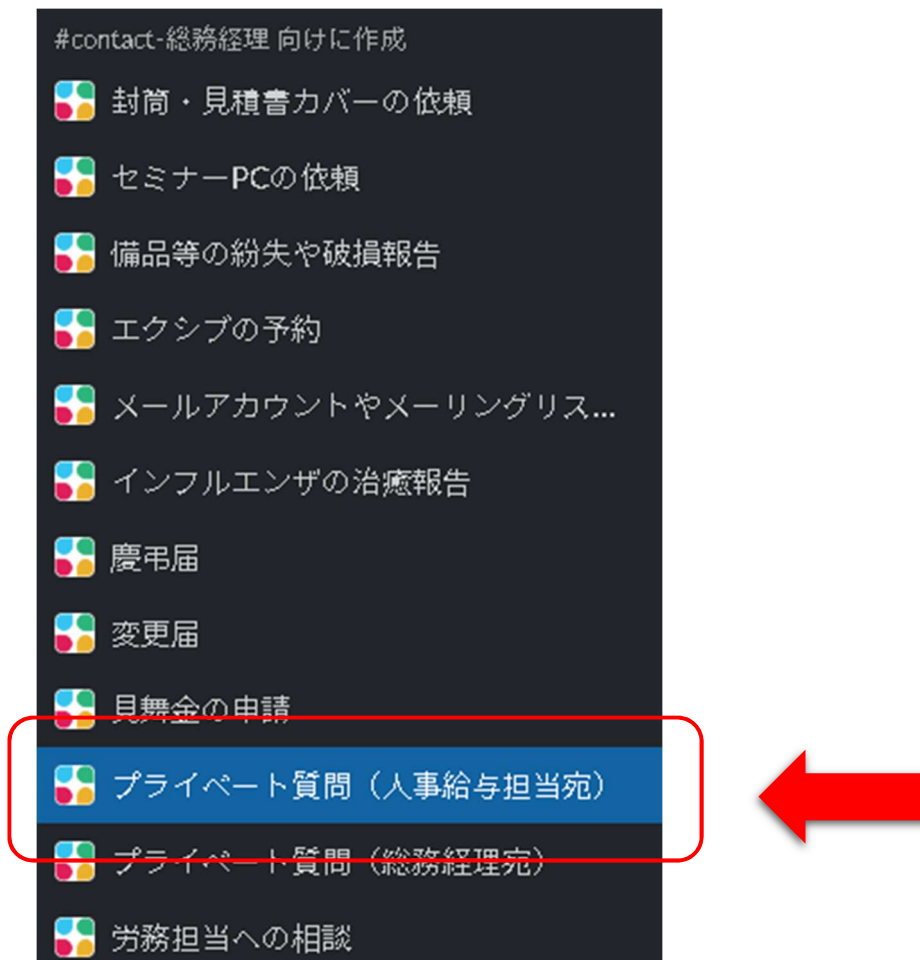 #contact-総務経理 向けに作成
封筒・見積書カバーの依頼
セミナーPCの依頼
備品等の紛失や破損報告
エクシブの予約
メールアカウントやメーリングリス...
インフルエンザの治癒報告
慶弔届
変更届
見舞金の申請
プライベート質問（人事給与担当宛）
プライベート質問（総務経理宛）
労務担当への相談